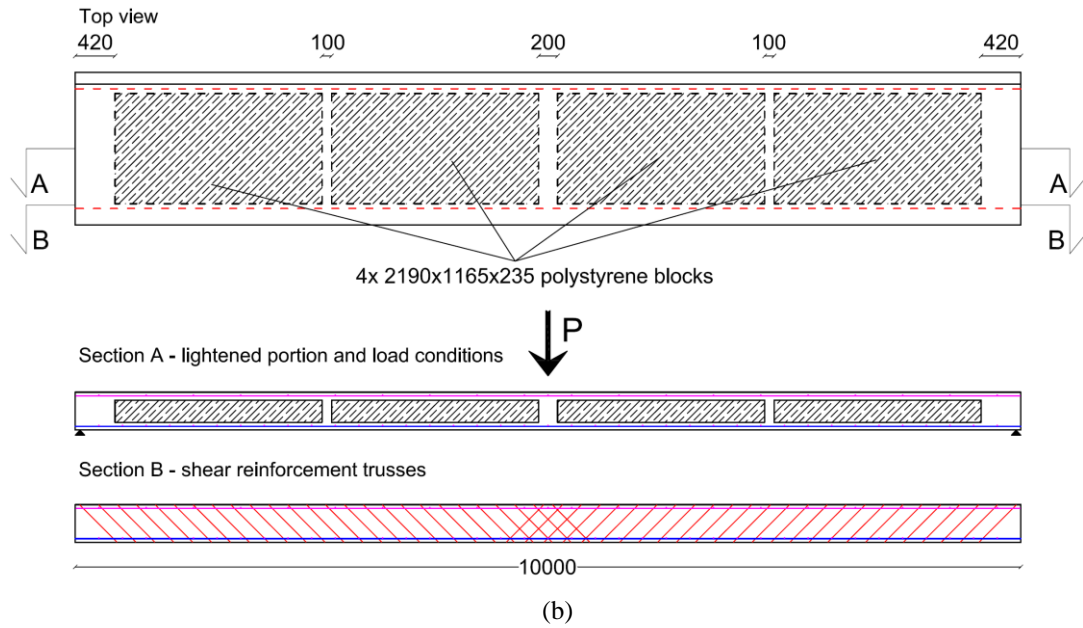 Top view
420 100 200 100 420
A A
B B
4x 2190x1165x235 polystyrene blocks
P
Section A - lightened portion and load conditions
Section B - shear reinforcement trusses
10000
(b)